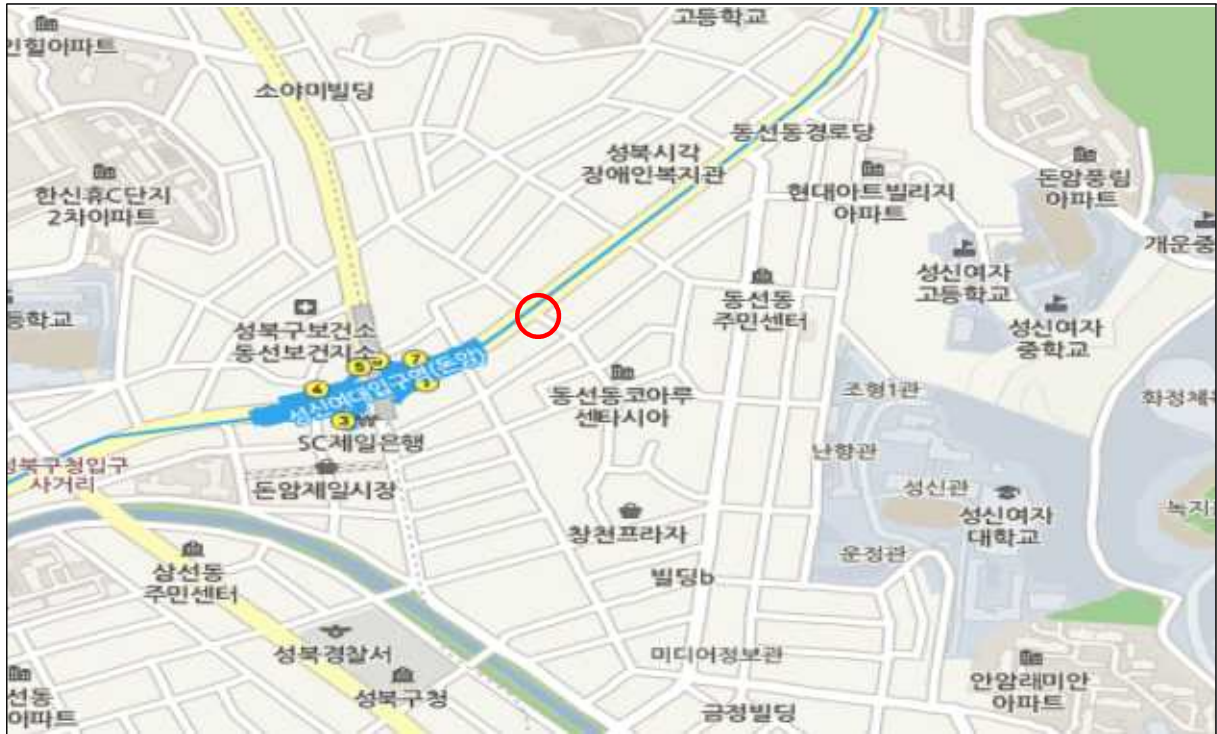 고등학교
인힐아파트
소야미빌딩
동선동경로당
성북시각
장애인복지관
한신휴C단지
2차아파트
현대아트빌리지
아파트
돈암풍림
아파트
개운중
성신여자
고등학교
동선동
주민센터
성신여자
중학교
등학교
성북구보건소
동선보건지소
5
7
4
성신여대입구역(돈암)
3
SC제일은행
동선동코아루
센타시아
조형1관
화정체육
성북구청입구
사거리
돈암제일시장
난향관
성신관
성신여자
대학교
녹지
창천프라자
운정관
삼선동
주민센터
빌딩b
성북경찰서
미디어정보관
성북구청
안암래미안
아파트
선동
아파트
금정빌딩